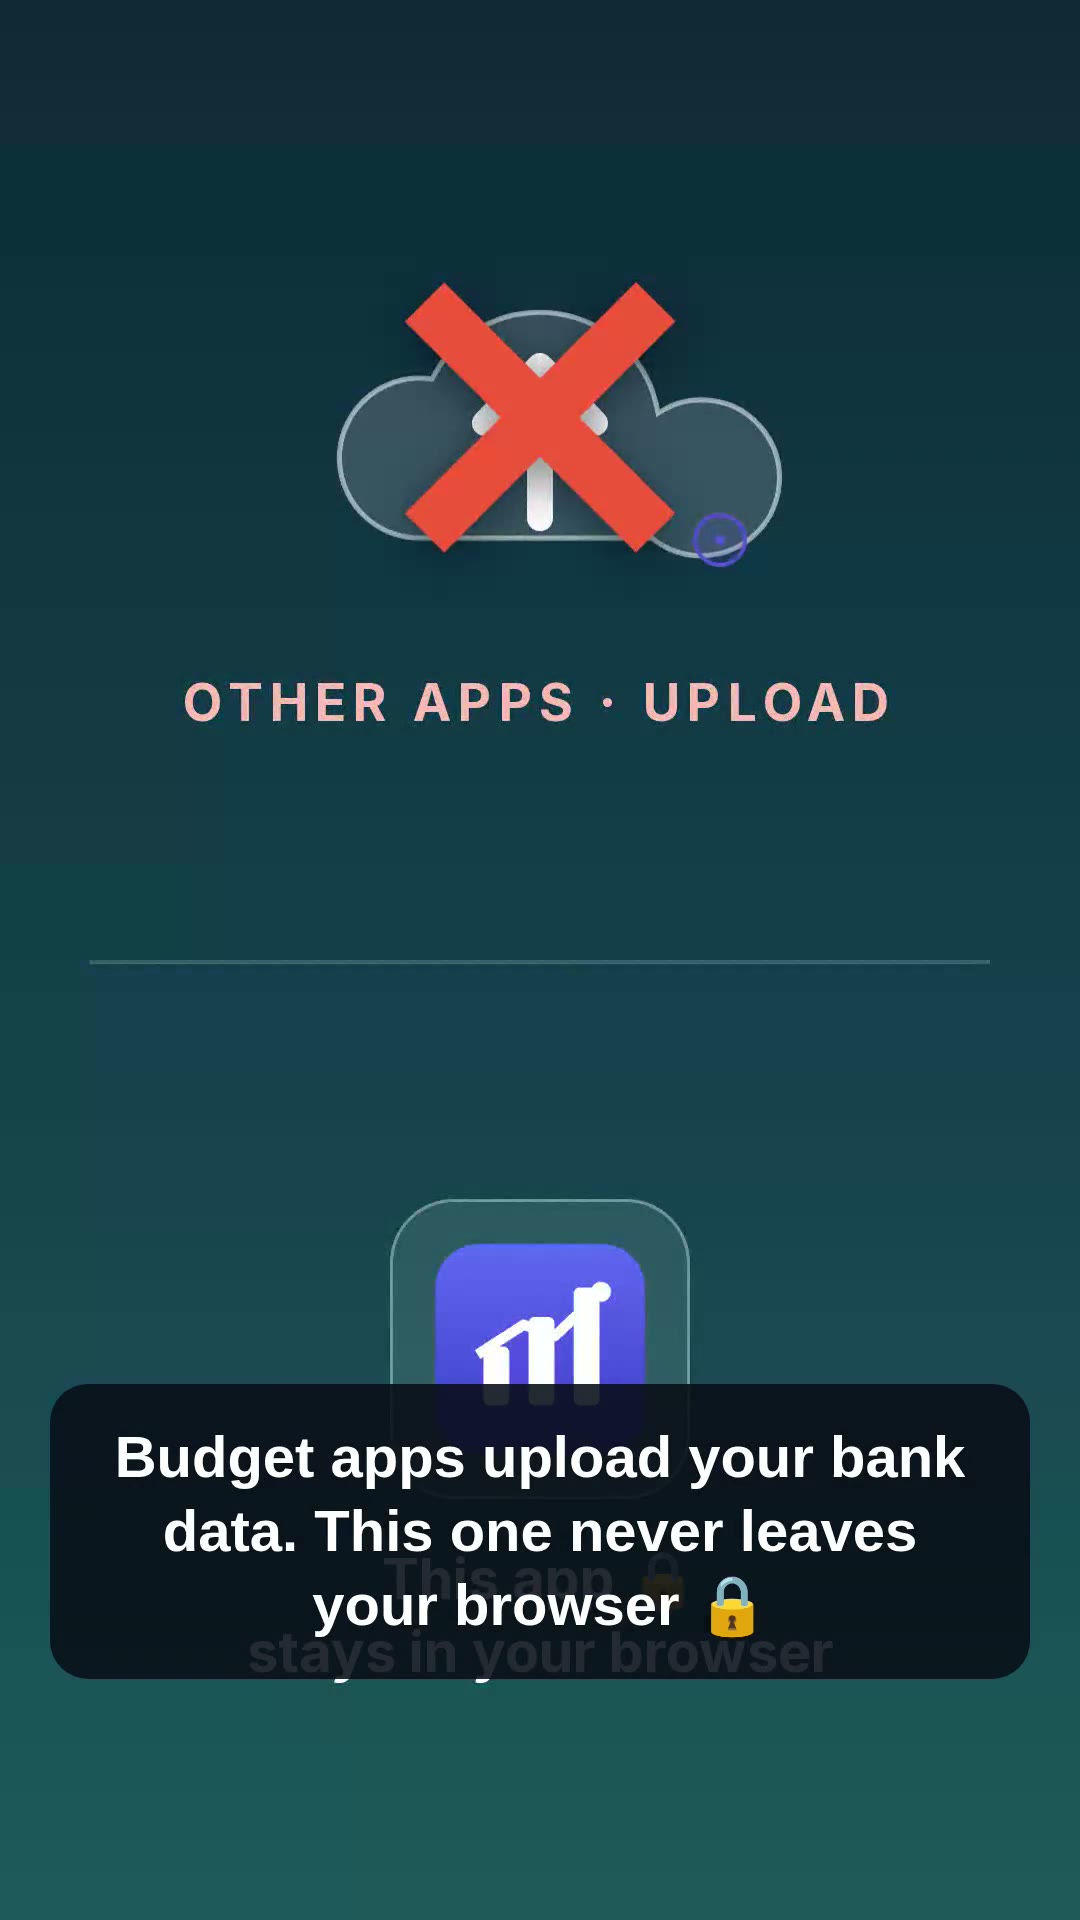 OTHER APPS · UPLOAD
Budget apps upload your bank
data. This one never leaves
your browser 🔒
This app 🔒
stays in your browser